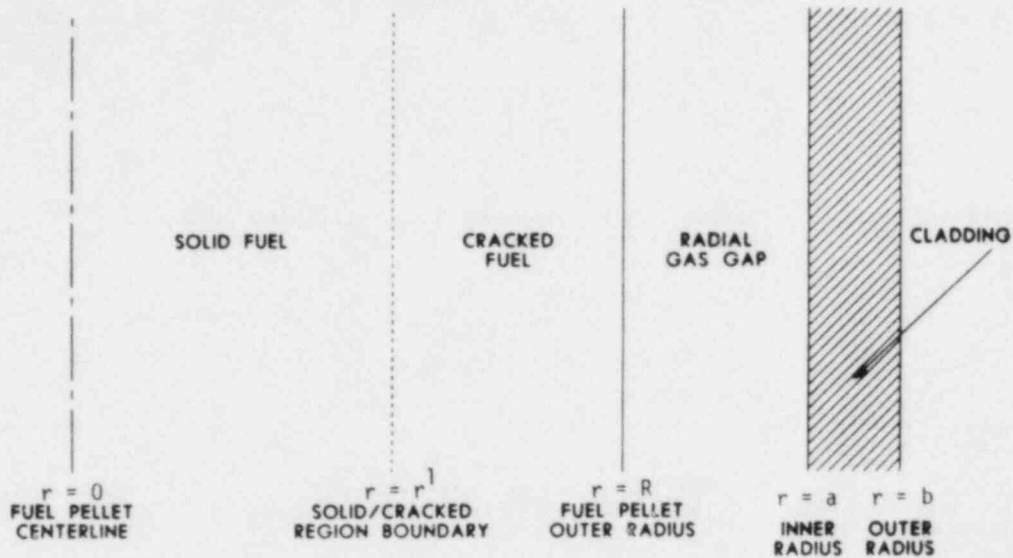 SOLID FUEL
CRACKED
FUEL
RADIAL
GAS GAP
CLADDING
r = 0
FUEL PELLET
CENTERLINE
r = r¹
SOLID/CRACKED
REGION BOUNDARY
r = R
FUEL PELLET
OUTER RADIUS
r = a
INNER
RADIUS
r = b
OUTER
RADIUS